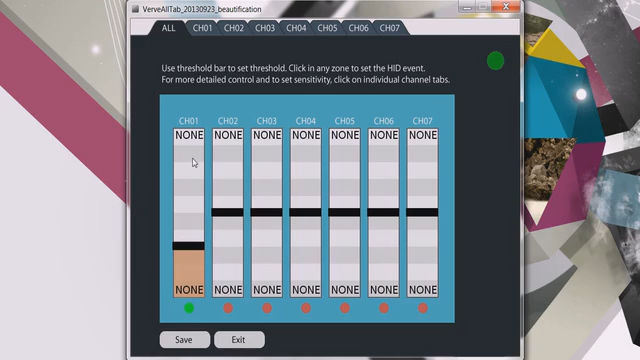 VerveAllTab_20130923_beautification
ALL CH01 CH02 CH03 CH04 CH05 CH06 CH07
Use threshold bar to set threshold. Click in any zone to set the HID event.
For more detailed control and to set sensitivity, click on individual channel tabs.
CH01 CH02 CH03 CH04 CH05 CH06 CH07
NONE NONE NONE NONE NONE NONE NONE
NONE NONE NONE NONE NONE NONE NONE
Save Exit